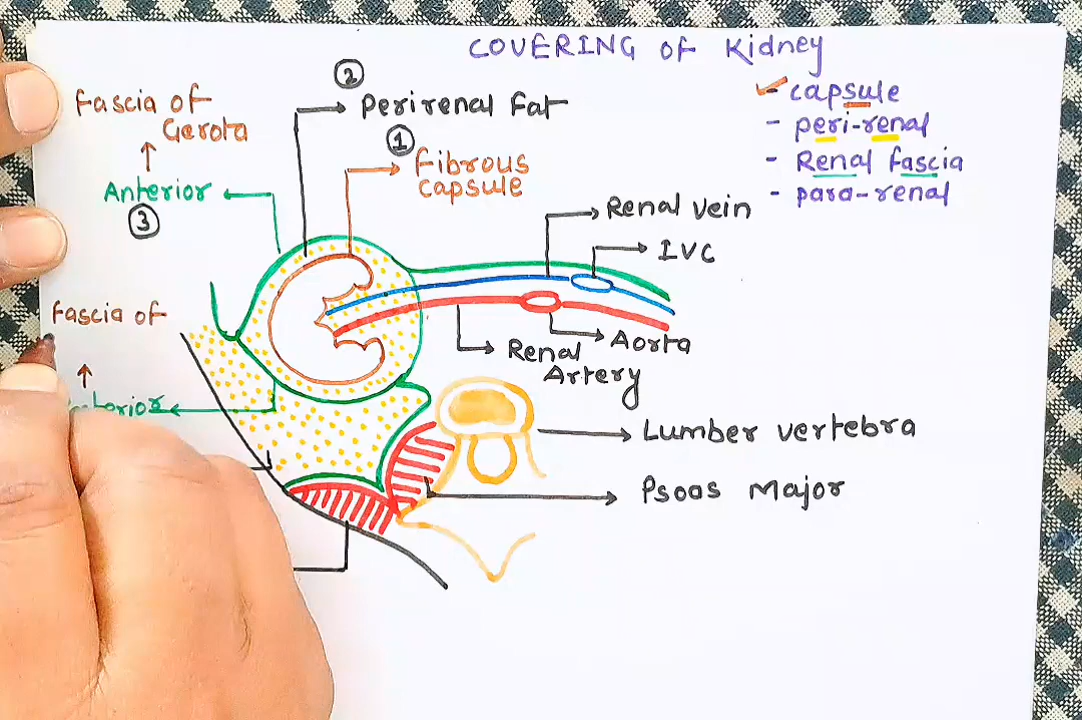 COVERING OF Kidney
- capsule
- peri-renal
- Renal fascia
- para-renal
②
Perirenal Fat
①
Fibrous
capsule
Fascia of
Gerota
Anterior
③
Renal vein
IVC
Aorta
Renal
Artery
Fascia of
Lumber vertebra
Psoas Major